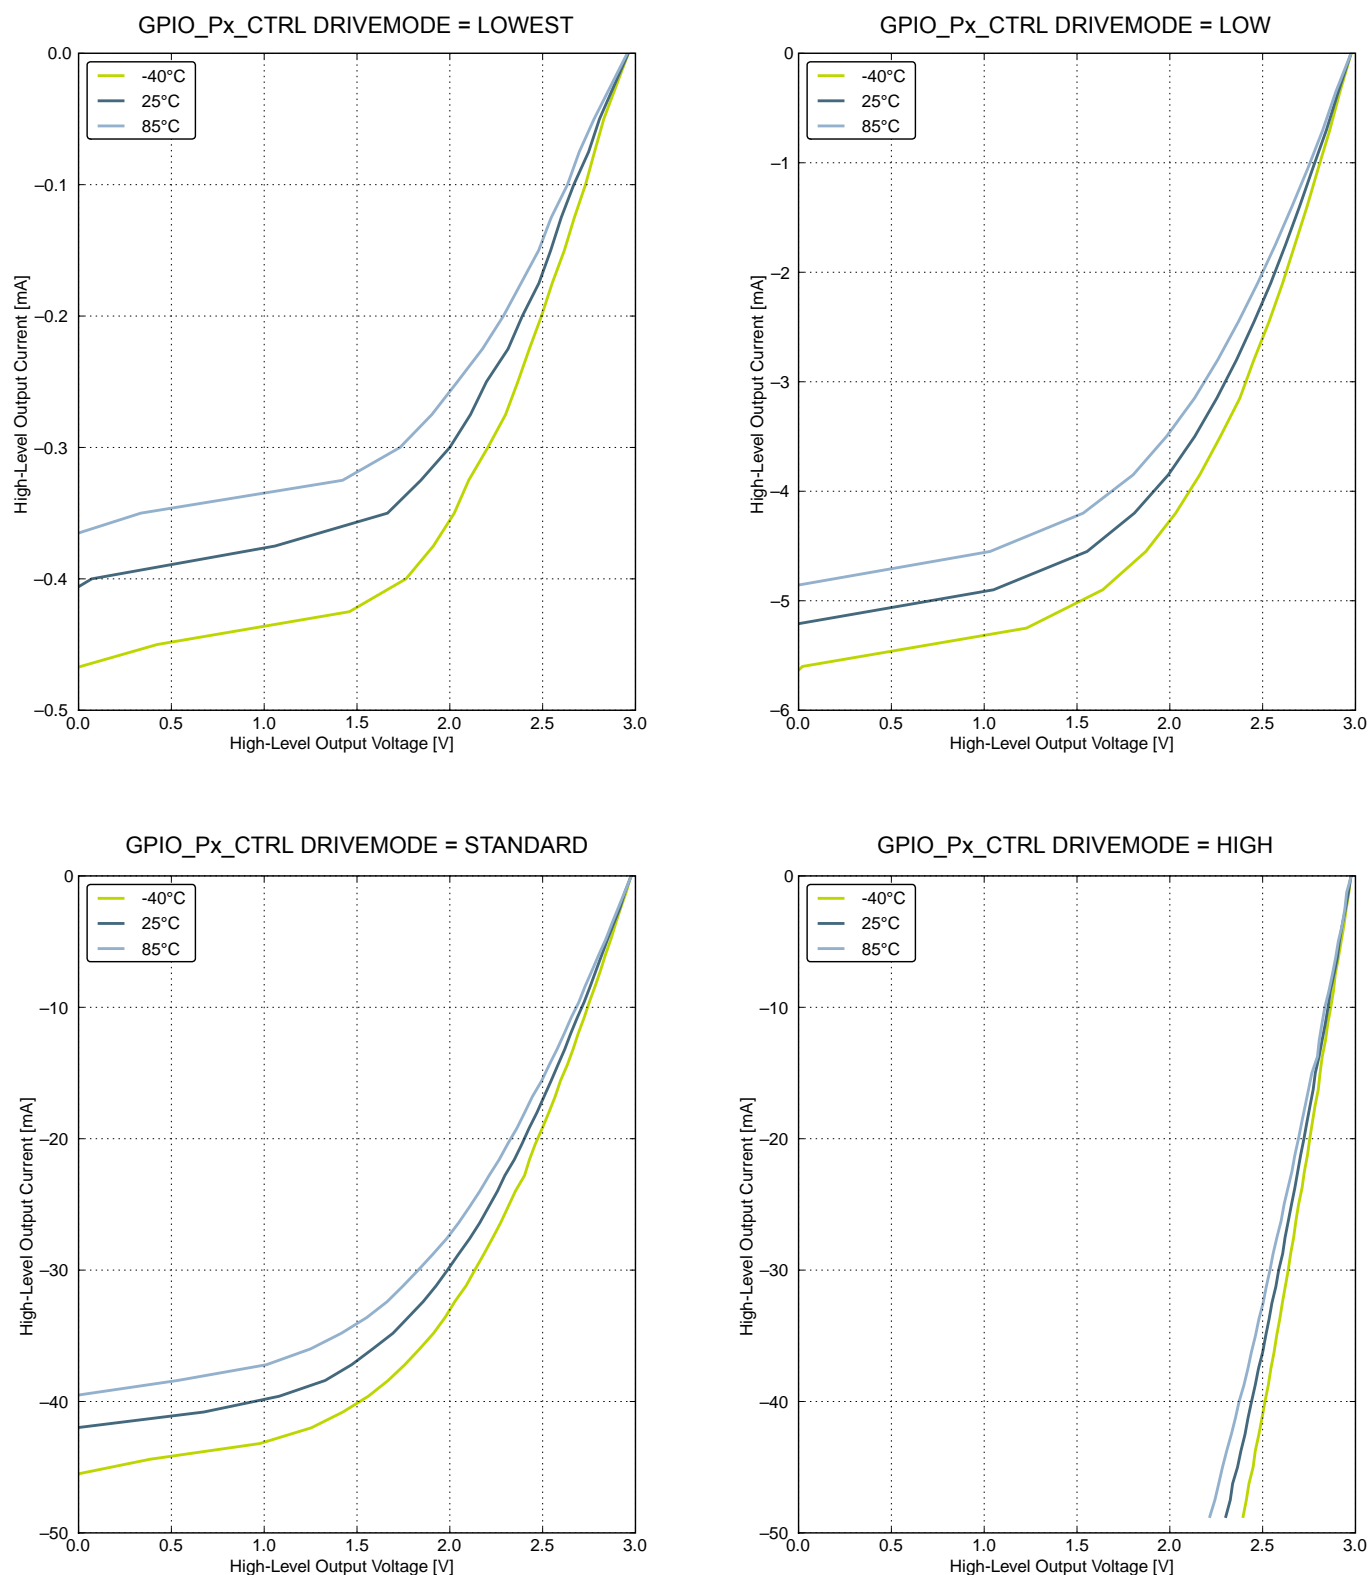 GPIO_Px_CTRL DRIVEMODE = LOWEST
0.0
–0.1
–0.2
–0.3
–0.4
–0.5
High-Level Output Current [mA]
-40°C
25°C
85°C
0.0 0.5 1.0 1.5 2.0 2.5 3.0
High-Level Output Voltage [V]
GPIO_Px_CTRL DRIVEMODE = LOW
0
–1
–2
–3
–4
–5
–6
High-Level Output Current [mA]
-40°C
25°C
85°C
0.0 0.5 1.0 1.5 2.0 2.5 3.0
High-Level Output Voltage [V]
GPIO_Px_CTRL DRIVEMODE = STANDARD
0
–10
–20
–30
–40
–50
High-Level Output Current [mA]
-40°C
25°C
85°C
0.0 0.5 1.0 1.5 2.0 2.5 3.0
High-Level Output Voltage [V]
GPIO_Px_CTRL DRIVEMODE = HIGH
0
–10
–20
–30
–40
–50
High-Level Output Current [mA]
-40°C
25°C
85°C
0.0 0.5 1.0 1.5 2.0 2.5 3.0
High-Level Output Voltage [V]